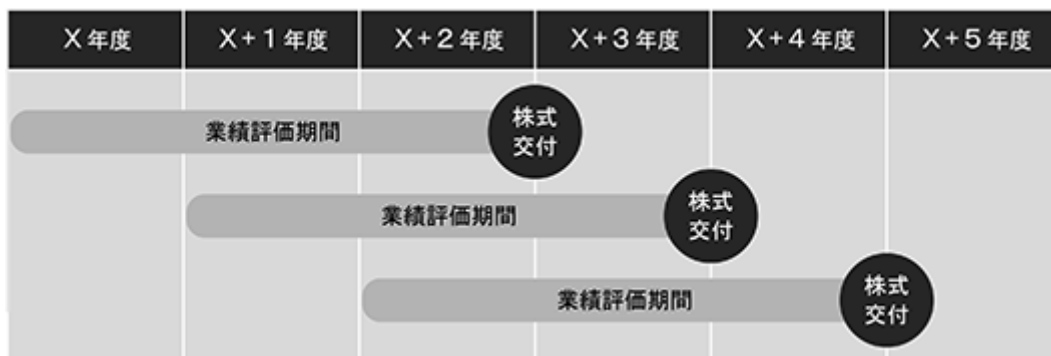 X年度
X+1年度
X+2年度
X+3年度
X+4年度
X+5年度
業績評価期間
株式
交付
業績評価期間
株式
交付
業績評価期間
株式
交付